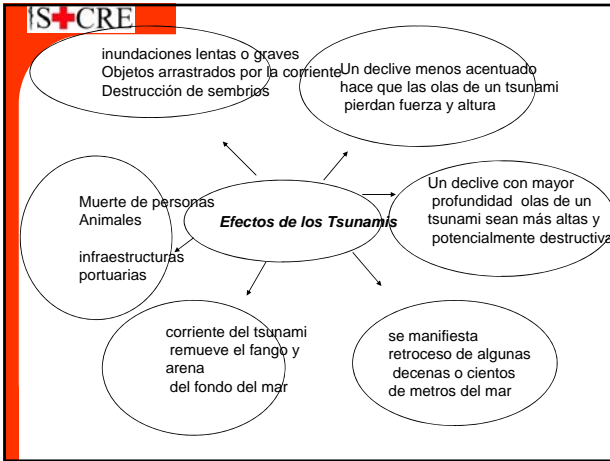 IS+CRE
inundaciones lentas o graves
Objetos arrastrados por la corriente
Destrucción de sembrios
Un declive menos acentuado
hace que las olas de un tsunami
pierdan fuerza y altura
Muerte de personas
Animales
infraestructuras
portuarias
Efectos de los Tsunamis
Un declive con mayor
profundidad olas de un
tsunami sean más altas y
potencialmente destructiva
corriente del tsunami
remueve el fango y
arena
del fondo del mar
se manifiesta
retroceso de algunas
decenas o cientos
de metros del mar